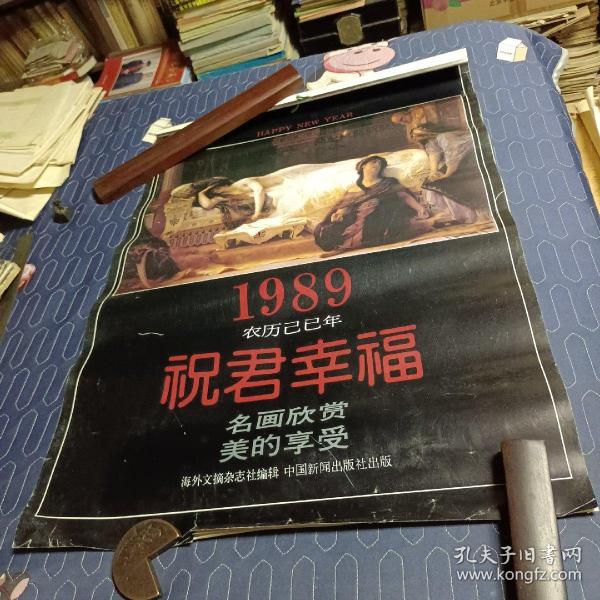 HAPPY NEW YEAR
1989
农历己巳年
祝君幸福
名画欣赏
美的享受
海外文摘杂志社编辑 中国新闻出版社出版
孔夫子旧书网
www.kongfz.com